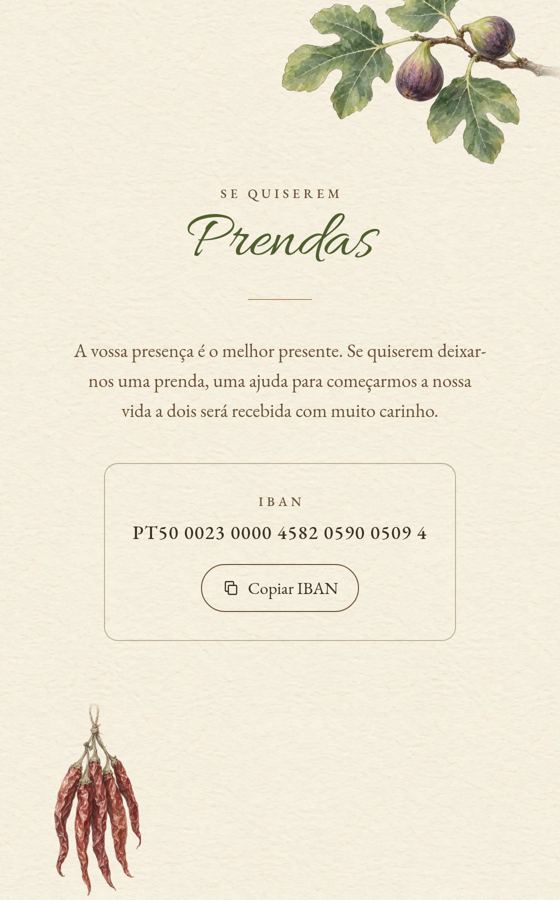 SE QUISEREM
Prendas
A vossa presença é o melhor presente. Se quiserem deixar-
nos uma prenda, uma ajuda para começarmos a nossa
vida a dois será recebida com muito carinho.
IBAN
PT50 0023 0000 4582 0590 0509 4
Copiar IBAN